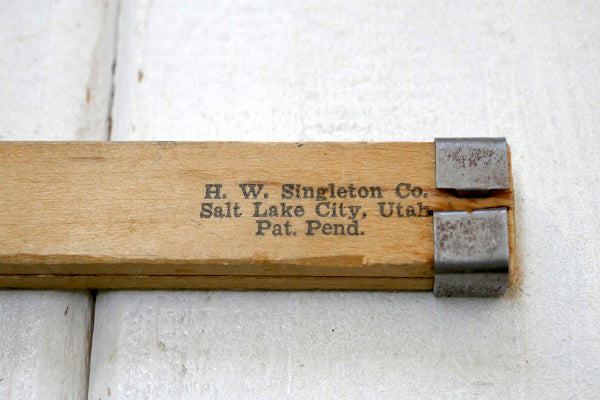 H. W. Singleton Co.
Salt Lake City, Utah
Pat. Pend.